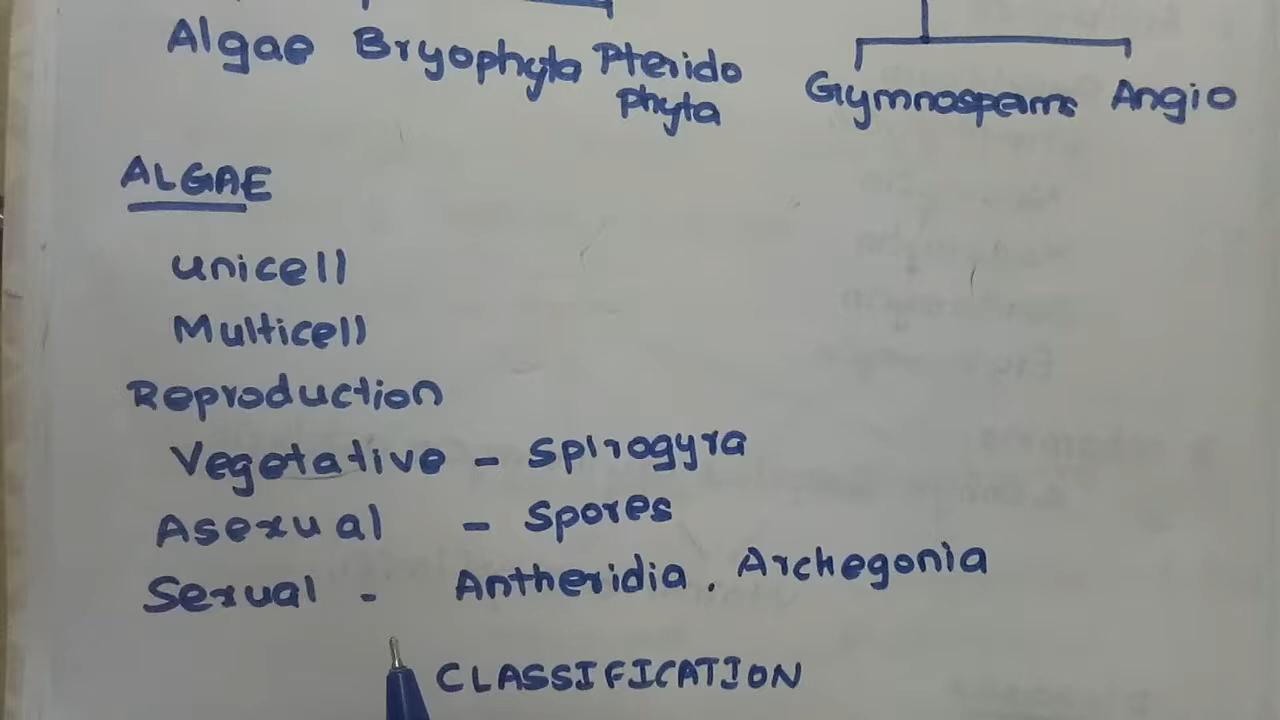 Algae Bryophyta Pterido phyta Gymnosperms Angio
ALGAE
unicell
Multicell
Reproduction
Vegetative - Spirogyra
Asexual - Spores
Sexual - Antheridia. Archegonia
CLASSIFICATION